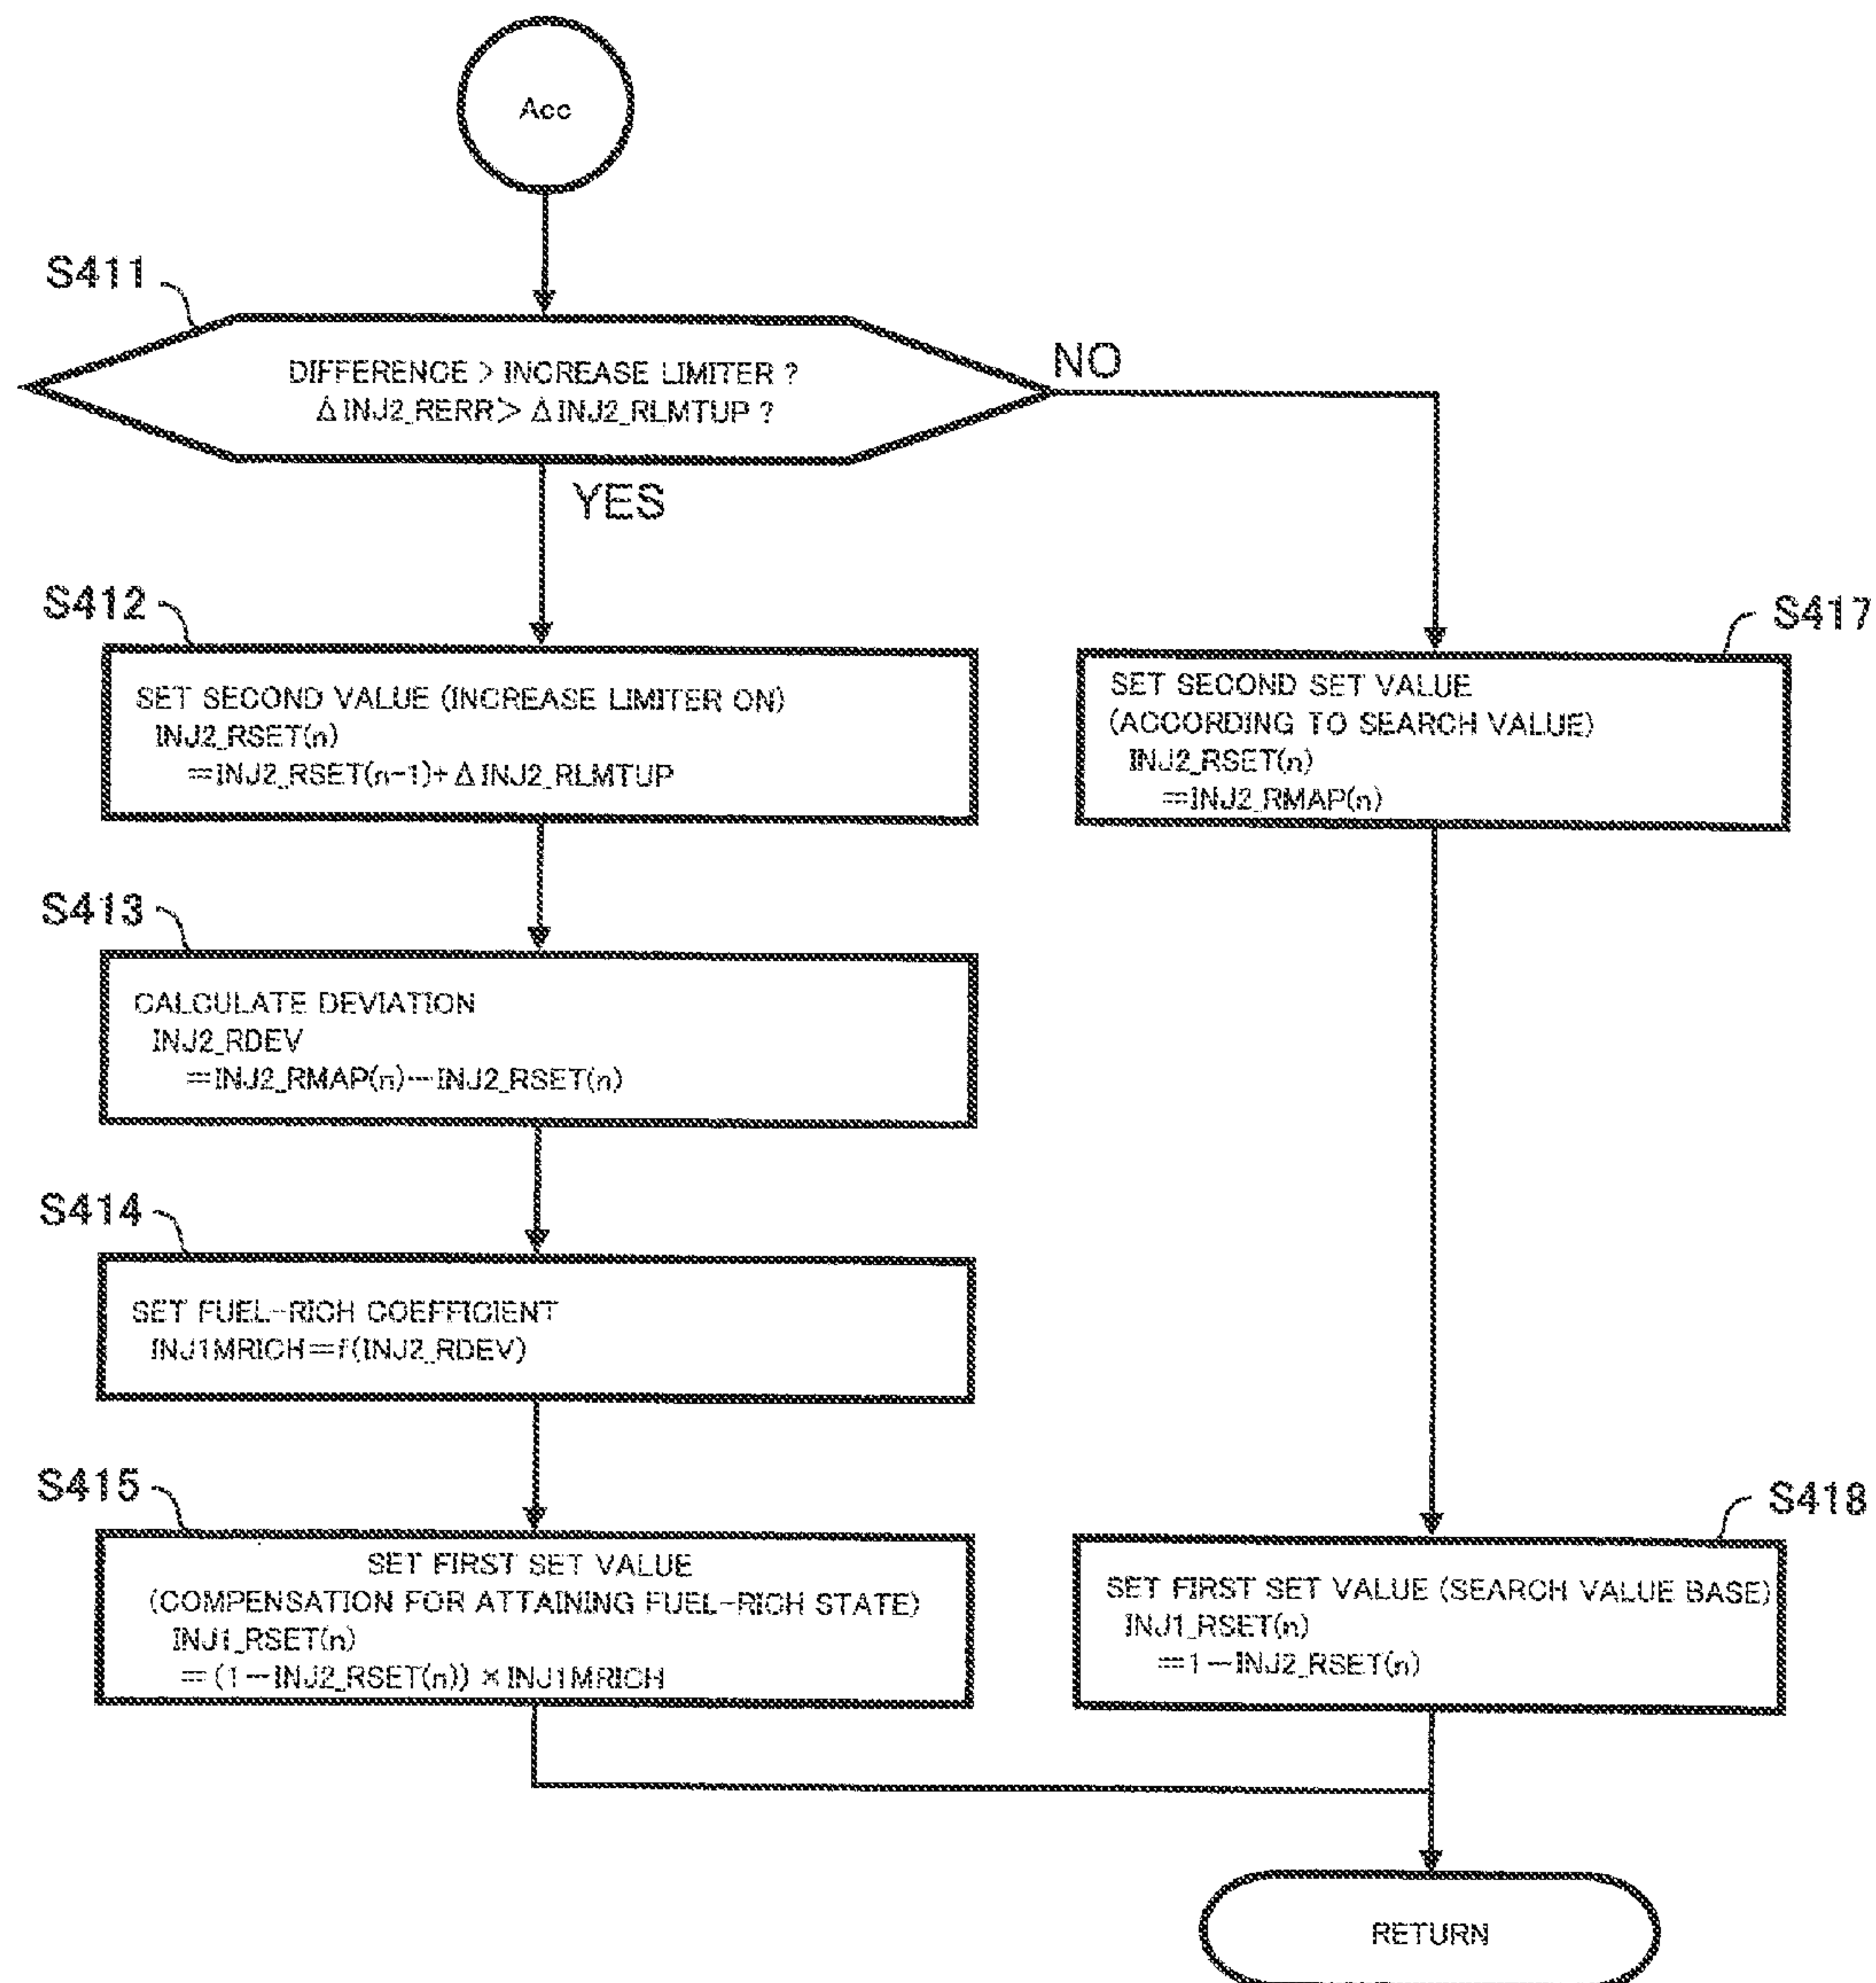 Acc
S411
DIFFERENCE > INCREASE LIMITER ?
ΔINJ2_RERR > ΔINJ2_RLMTUP ?
NO
YES
S412
SET SECOND VALUE (INCREASE LIMITER ON)
INJ2_RSET(n)
=INJ2_RSET(n-1)+ΔINJ2_RLMTUP
S417
SET SECOND SET VALUE
(ACCORDING TO SEARCH VALUE)
INJ2_RSET(n)
=INJ2_RMAP(n)
S413
CALCULATE DEVIATION
INJ2_RDEV
=INJ2_RMAP(n)-INJ2_RSET(n)
S414
SET FUEL-RICH COEFFICIENT
INJ1MRICH=f(INJ2_RDEV)
S415
SET FIRST SET VALUE
(COMPENSATION FOR ATTAINING FUEL-RICH STATE)
INJ1_RSET(n)
=(1-INJ2_RSET(n))×INJ1MRICH
S418
SET FIRST SET VALUE (SEARCH VALUE BASE)
INJ1_RSET(n)
=1-INJ2_RSET(n)
RETURN